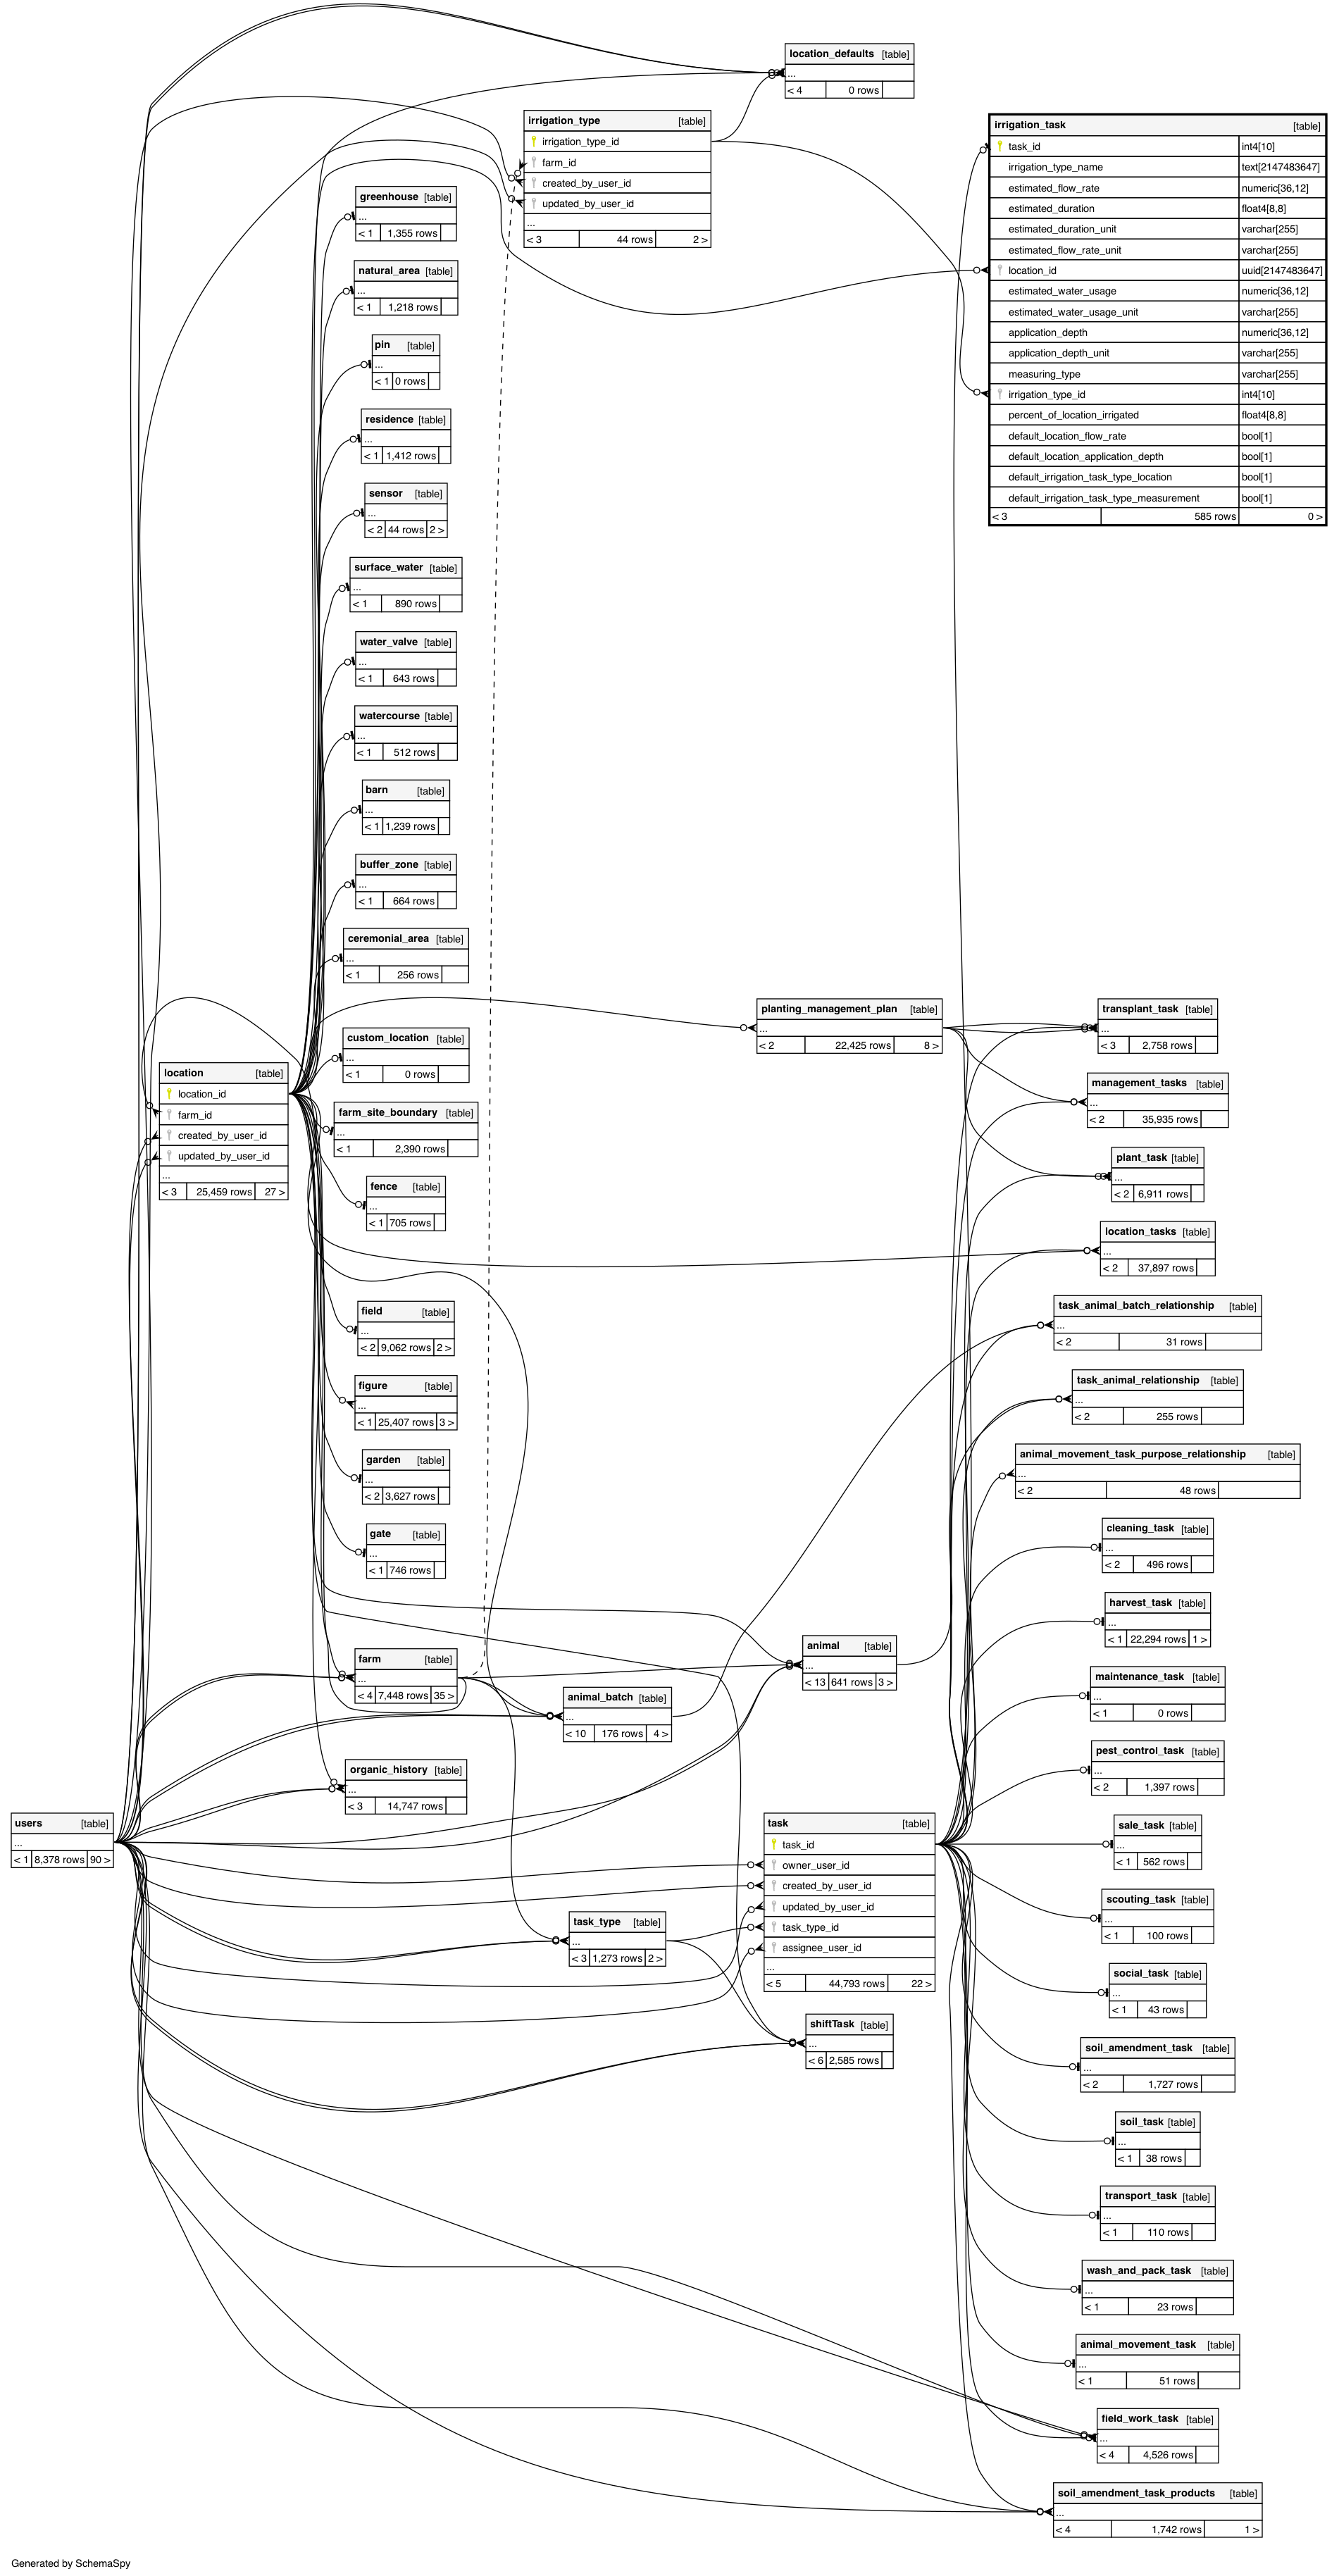 location_defaults [table]
...
< 4 0 rows
irrigation_type [table]
irrigation_type_id
farm_id
created_by_user_id
updated_by_user_id
...
< 3 44 rows 2 >
irrigation_task [table]
task_id int4[10]
irrigation_type_name text[2147483647]
estimated_flow_rate numeric[36,12]
estimated_duration float4[8,8]
estimated_duration_unit varchar[255]
estimated_flow_rate_unit varchar[255]
location_id uuid[2147483647]
estimated_water_usage numeric[36,12]
estimated_water_usage_unit varchar[255]
application_depth numeric[36,12]
application_depth_unit varchar[255]
measuring_type varchar[255]
irrigation_type_id int4[10]
percent_of_location_irrigated float4[8,8]
default_location_flow_rate bool[1]
default_location_application_depth bool[1]
default_irrigation_task_type_location bool[1]
default_irrigation_task_type_measurement bool[1]
< 3 585 rows 0 >
greenhouse [table]
...
< 1 1,355 rows
natural_area [table]
...
< 1 1,218 rows
pin [table]
...
< 1 0 rows
residence [table]
...
< 1 1,412 rows
sensor [table]
...
< 2 44 rows 2 >
surface_water [table]
...
< 1 890 rows
water_valve [table]
...
< 1 643 rows
watercourse [table]
...
< 1 512 rows
barn [table]
...
< 1 1,239 rows
buffer_zone [table]
...
< 1 664 rows
ceremonial_area [table]
...
< 1 256 rows
custom_location [table]
...
< 1 0 rows
location [table]
location_id
farm_id
created_by_user_id
updated_by_user_id
...
< 3 25,459 rows 27 >
farm_site_boundary [table]
...
< 1 2,390 rows
fence [table]
...
< 1 705 rows
field [table]
...
< 2 9,062 rows 2 >
figure [table]
...
< 1 25,407 rows 3 >
garden [table]
...
< 2 3,627 rows
gate [table]
...
< 1 746 rows
farm [table]
...
< 4 7,448 rows 35 >
organic_history [table]
...
< 3 14,747 rows
users [table]
...
< 1 8,378 rows 90 >
planting_management_plan [table]
...
< 2 22,425 rows 8 >
animal [table]
...
< 13 641 rows 3 >
animal_batch [table]
...
< 10 176 rows 4 >
task [table]
task_id
owner_user_id
created_by_user_id
updated_by_user_id
task_type_id
assignee_user_id
...
< 5 44,793 rows 22 >
task_type [table]
...
< 3 1,273 rows 2 >
shiftTask [table]
...
< 6 2,585 rows
transplant_task [table]
...
< 3 2,758 rows
management_tasks [table]
...
< 2 35,935 rows
plant_task [table]
...
< 2 6,911 rows
location_tasks [table]
...
< 2 37,897 rows
task_animal_batch_relationship [table]
...
< 2 31 rows
task_animal_relationship [table]
...
< 2 255 rows
animal_movement_task_purpose_relationship [table]
...
< 2 48 rows
cleaning_task [table]
...
< 2 496 rows
harvest_task [table]
...
< 1 22,294 rows 1 >
maintenance_task [table]
...
< 1 0 rows
pest_control_task [table]
...
< 2 1,397 rows
sale_task [table]
...
< 1 562 rows
scouting_task [table]
...
< 1 100 rows
social_task [table]
...
< 1 43 rows
soil_amendment_task [table]
...
< 2 1,727 rows
soil_task [table]
...
< 1 38 rows
transport_task [table]
...
< 1 110 rows
wash_and_pack_task [table]
...
< 1 23 rows
animal_movement_task [table]
...
< 1 51 rows
field_work_task [table]
...
< 4 4,526 rows
soil_amendment_task_products [table]
...
< 4 1,742 rows 1 >
Generated by SchemaSpy